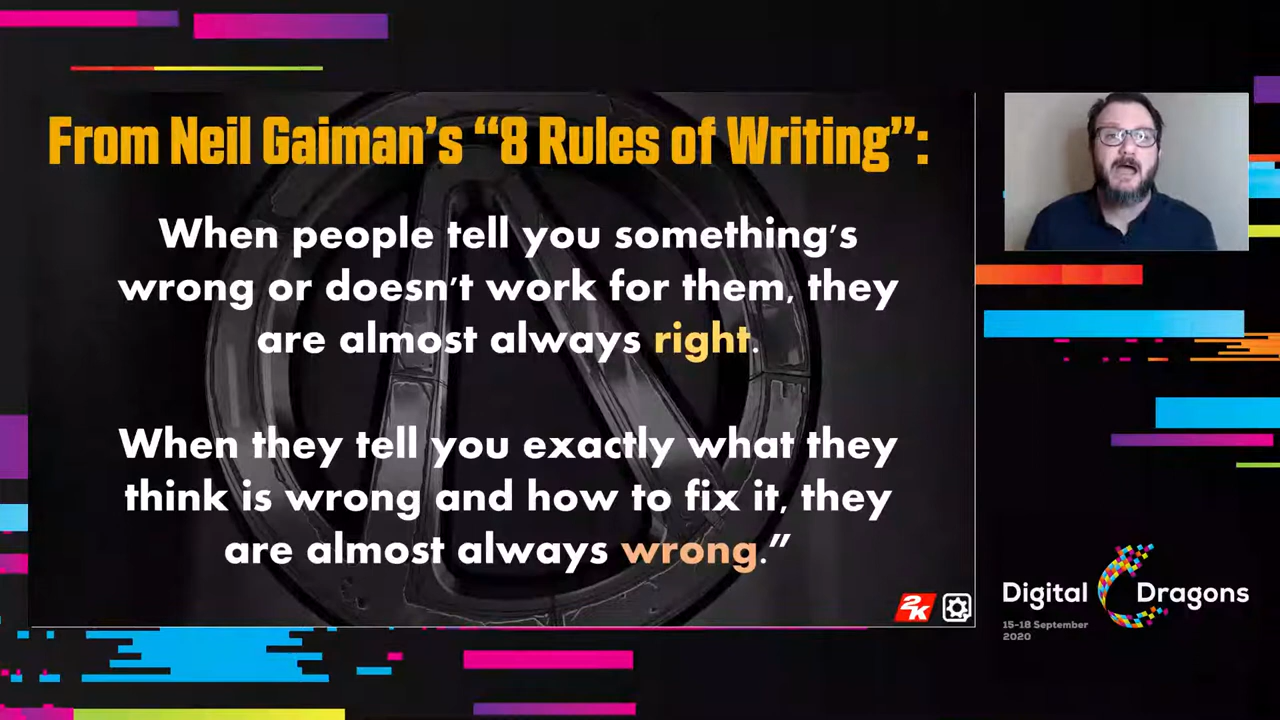 From Neil Gaiman's “8 Rules of Writing”:
When people tell you something's
wrong or doesn't work for them, they
are almost always right.
When they tell you exactly what they
think is wrong and how to fix it, they
are almost always wrong.”
2K
Digital Dragons
15-18 September
2020